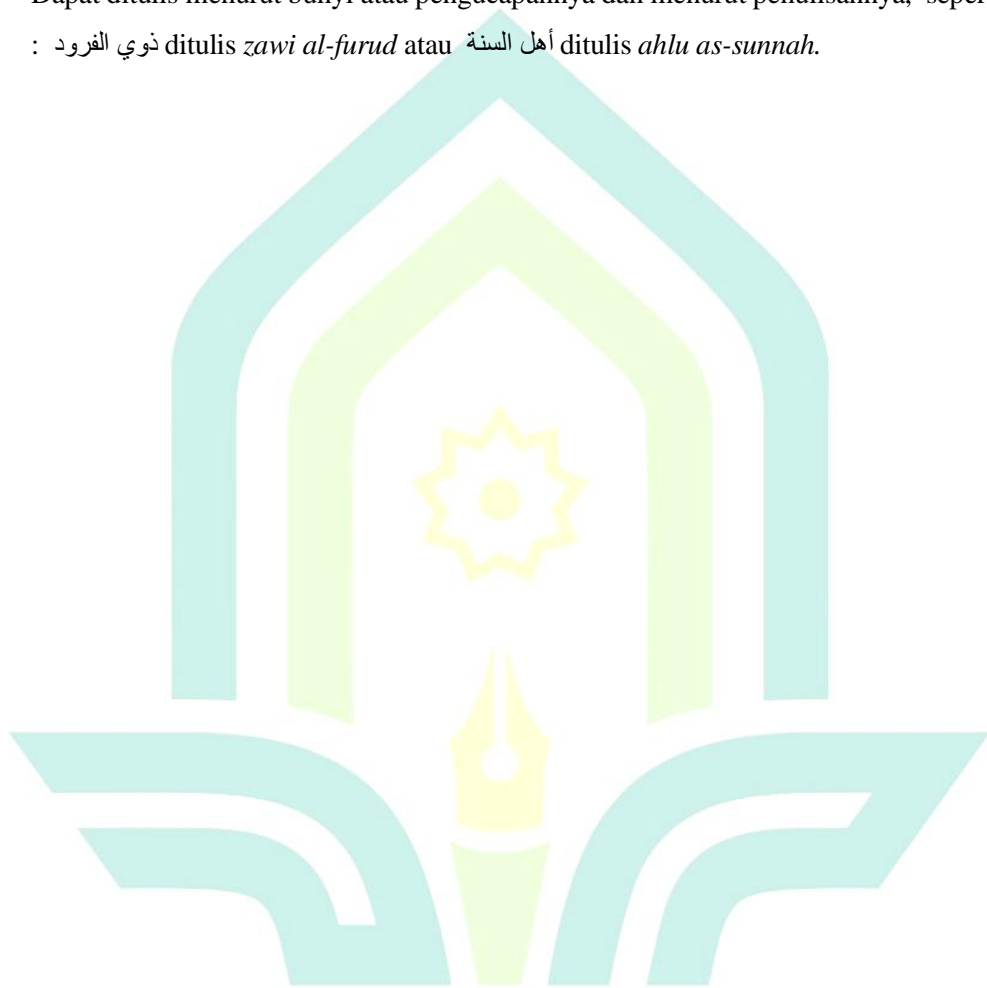 Dapat ditulis menurut bunyi atau pengucapannya dan menurut penulisannya, seper
: ذوي الفرود ditulis zawi al-furud atau أهل السنة ditulis ahlu as-sunnah.